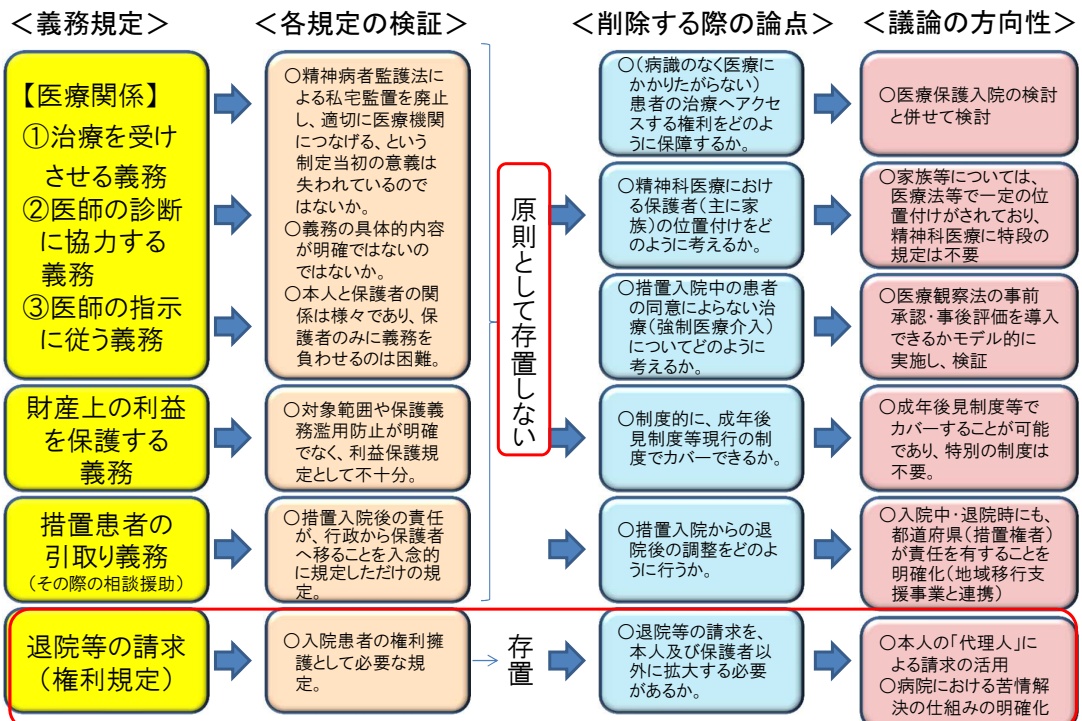 ＜義務規定＞
＜各規定の検証＞
＜削除する際の論点＞
＜議論の方向性＞
【医療関係】
①治療を受け
させる義務
②医師の診断
に協力する
義務
③医師の指示
に従う義務
○精神病者監護法に
よる私宅監置を廃止
し、適切に医療機関
につなげる、という
制定当初の意義は
失われているので
はないか。
○義務の具体的内容
が明確ではないの
ではないか。
○本人と保護者の関
係は様々であり、保
護者のみに義務を
負わせるのは困難。
原則として存置しない
○（病識のなく医療に
かかりたがらない）
患者の治療へアクセ
スする権利をどのよ
うに保障するか。
○医療保護入院の検討
と併せて検討
○精神科医療におけ
る保護者（主に家
族）の位置付けをど
のように考えるか。
○家族等については、
医療法等で一定の位
置付けがされており、
精神科医療に特段の
規定は不要
○措置入院中の患者
の同意によらない治
療（強制医療介入）
についてどのように
考えるか。
○医療観察法の事前
承認・事後評価を導入
できるかモデル的に
実施し、検証
財産上の利益
を保護する
義務
○対象範囲や保護義
務濫用防止が明確
でなく、利益保護規
定として不十分。
○制度的に、成年後
見制度等現行の制
度でカバーできるか。
○成年後見制度等で
カバーすることが可能
であり、特別の制度は
不要。
措置患者の
引取り義務
（その際の相談援助）
○措置入院後の責任
が、行政から保護者
へ移ることを入念的
に規定しただけの規
定。
○措置入院からの退
院後の調整をどのよ
うに行うか。
○入院中・退院時にも、
都道府県（措置権者）
が責任を有することを
明確化（地域移行支
援事業と連携）
退院等の請求
（権利規定）
○入院患者の権利擁
護として必要な規
定。
存置
○退院等の請求を、
本人及び保護者以
外に拡大する必要
があるか。
○本人の「代理人」に
よる請求の活用
○病院における苦情解
決の仕組みの明確化